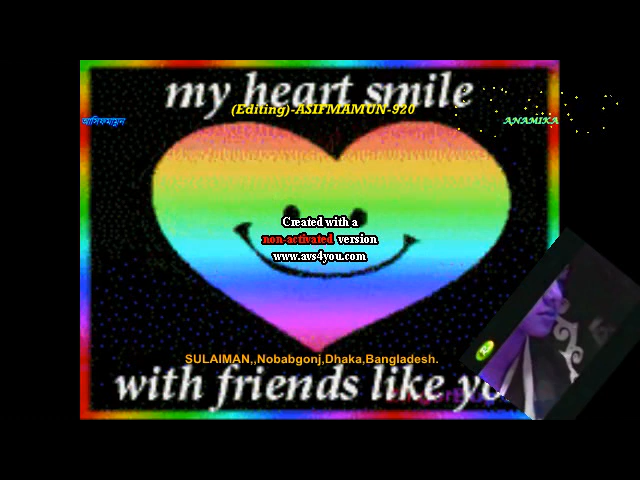 my heart smile
(Editing)-ASIFMAMUN-920
আসিফমামুন
ANAMIKA
Created with a
non-activated version
www.avs4you.com
SULAIMAN,,Nobabgonj,Dhaka,Bangladesh.
with friends like yo